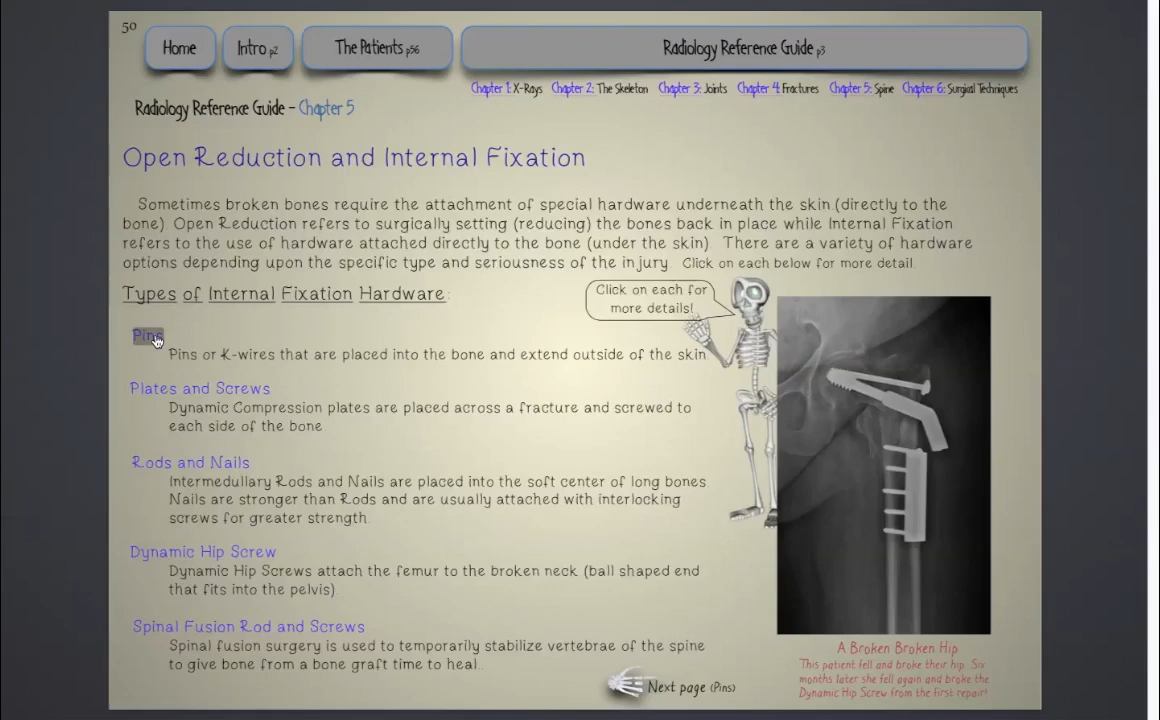 50
Home
Intro p2
The Patients p56
Radiology Reference Guide p3
Chapter 1: X-Rays Chapter 2: The Skeleton Chapter 3: Joints Chapter 4: Fractures Chapter 5: Spine Chapter 6: Surgical Techniques
Radiology Reference Guide - Chapter 5
Open Reduction and Internal Fixation
Sometimes broken bones require the attachment of special hardware underneath the skin (directly to the
bone). Open Reduction refers to surgically setting (reducing) the bones back in place while Internal Fixation
refers to the use of hardware attached directly to the bone (under the skin). There are a variety of hardware
options depending upon the specific type and seriousness of the injury. Click on each below for more detail.
Types of Internal Fixation Hardware:
Click on each for
more details!
Pins
Pins or K-wires that are placed into the bone and extend outside of the skin
Plates and Screws
Dynamic Compression plates are placed across a fracture and screwed to
each side of the bone
Rods and Nails
Intermedullary Rods and Nails are placed into the soft center of long bones
Nails are stronger than Rods and are usually attached with interlocking
screws for greater strength.
Dynamic Hip Screw
Dynamic Hip Screws attach the femur to the broken neck (ball shaped end
that fits into the pelvis).
Spinal Fusion Rod and Screws
Spinal fusion surgery is used to temporarily stabilize vertebrae of the spine
to give bone from a bone graft time to heal.
Next page (Pins)
A Broken Broken Hip
This patient fell and broke their hip. Six
months later she fell again and broke the
Dynamic Hip Screw from the first repair!